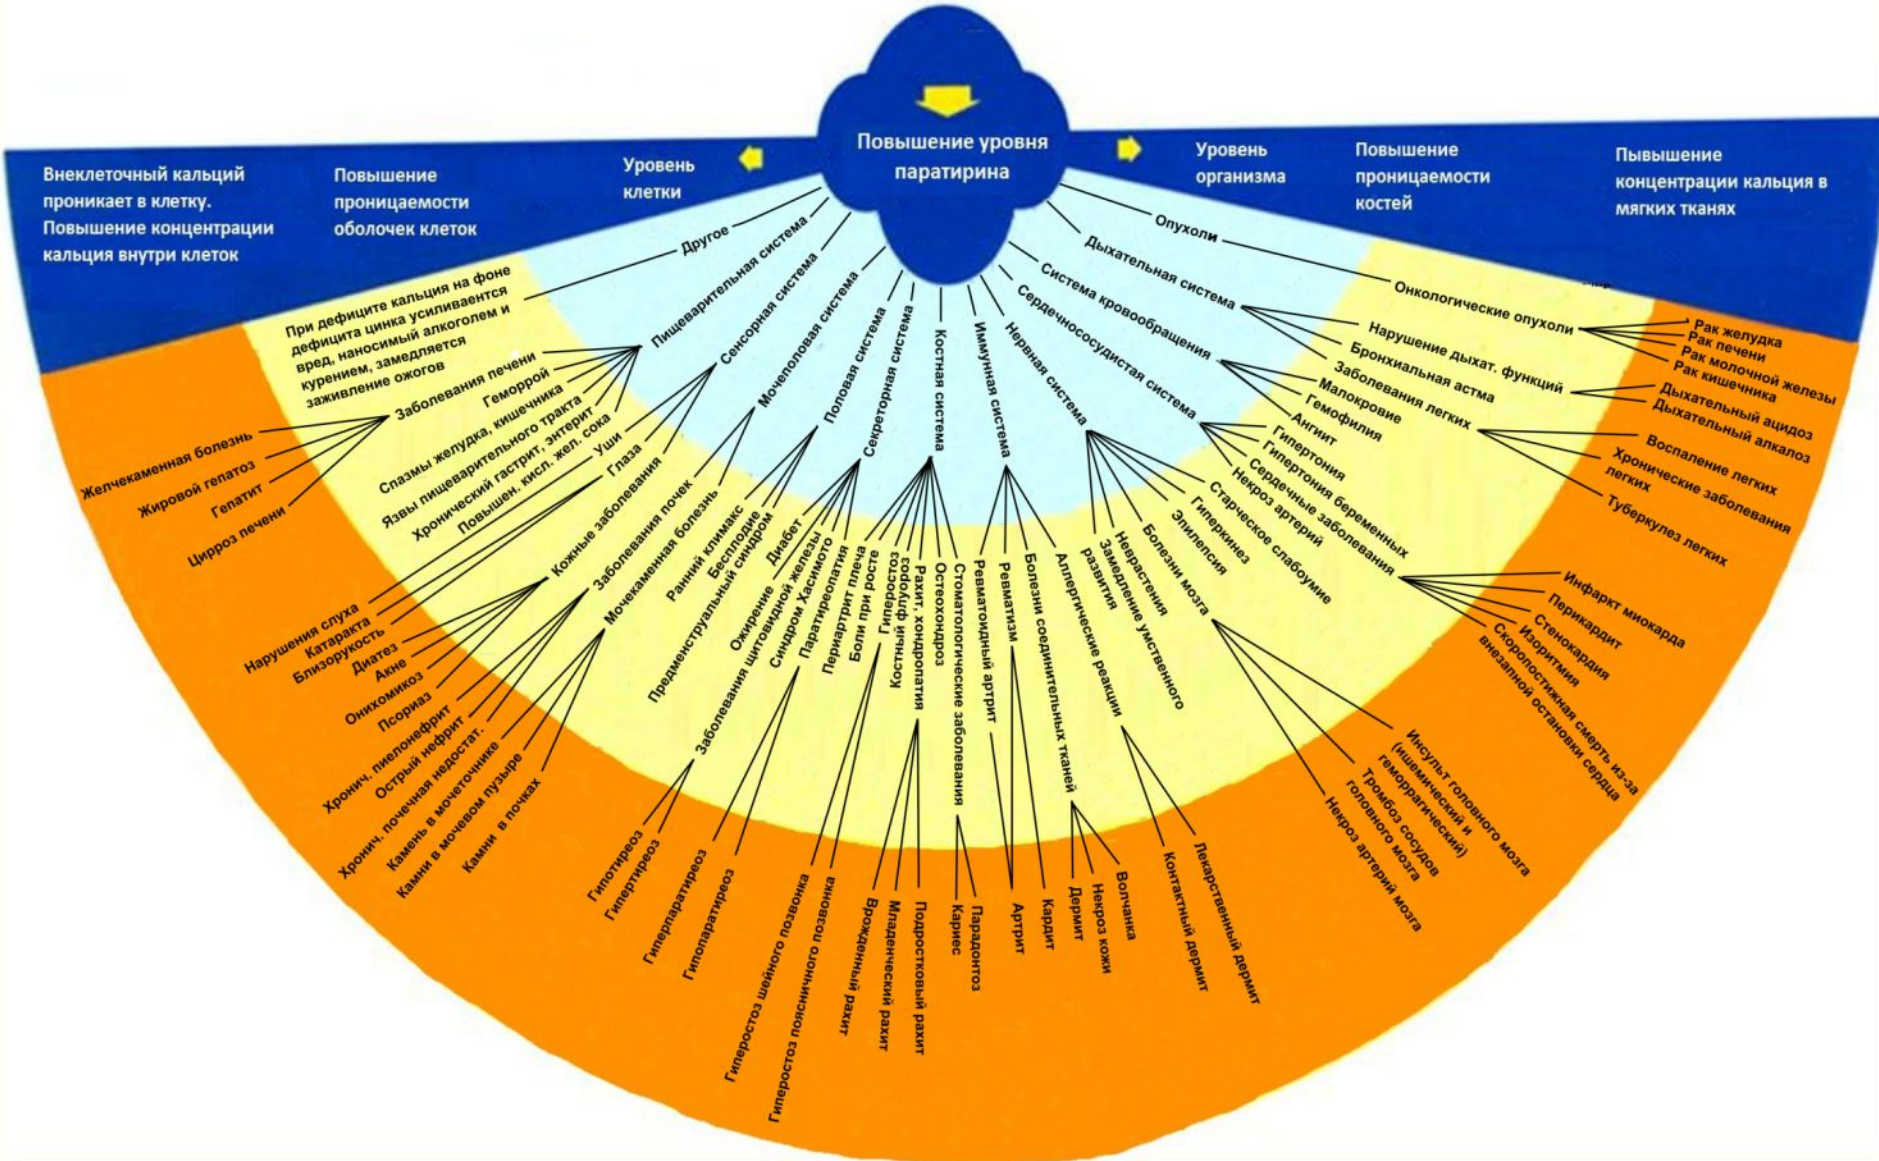 Повышение уровня
паратирина
Внеклеточный кальций
проникает в клетку.
Повышение концентрации
кальция внутри клеток
Повышение
проницаемости
оболочек клеток
Уровень
клетки
Уровень
организма
Повышение
проницаемости
костей
Пывышение
концентрации кальция в
мягких тканях
Другое
Пищеварительная система
Сенсорная система
Мочеполовая система
Половая система
Секреторная система
Костная система
Иммунная система
Нервная система
Сердечнососудистая система
Система кровообращения
Дыхательная система
Опухоли
При дефиците кальция на фоне
дефицита цинка усиливаентся
вред, наносимый алкоголем и
курением, замедляется
заживление ожогов
Заболевания печени
Геморрой
Спазмы желудка, кишечника
Язвы пищеварительного тракта
Хронический гастрит, энтерит
Повышен. кисл. жел. сока
Уши
Глаза
Кожные заболевания
Заболевания почек
Мочекаменная болезнь
Ранний климакс
Бесплодие
Предменструальный синдром
Диабет
Ожирение
Заболевания щитовидной железы
Синдром Хасимото
Паратиреопатия
Периартрит плеча
Боли при росте
Гиперостоз
Костный флуороз
Рахит, хондропатия
Остеохондроз
Стоматологические заболевания
Ревматоидный артрит
Ревматизм
Болезни соединительных тканей
Аллергические реакции
Замедление умственного
развития
Неврастения
Болезни мозга
Эпилепсия
Гиперкинез
Старческое слабоумие
Некроз артерий
Сердечные заболевания
Гипертония беременных
Гипертония
Ангиит
Гемофилия
Малокровие
Заболевания легких
Бронхиальная астма
Нарушение дыхат. функций
Онкологические опухоли
Желчекаменная болезнь
Жировой гепатоз
Гепатит
Цирроз печени
Нарушения слуха
Катаракта
Близорукость
Диатез
Акне
Онихомикоз
Псориаз
Хронич. пиелонефрит
Острый нефрит
Хронич. почечная недостат.
Камень в мочеточнике
Камни в мочевом пузыре
Камни в почках
Гипотиреоз
Гипертиреоз
Гиперпаратиреоз
Гипопаратиреоз
Гиперостоз шейного позвонка
Гиперостоз поясничного позвонка
Врожденный рахит
Младенческий рахит
Подростковый рахит
Кариес
Парадонтоз
Артрит
Кардит
Дермит
Некроз кожи
Волчанка
Контактный дермит
Лекарственный дермит
Некроз артерий мозга
Тромбоз сосудов
головного мозга
Инсульт головного мозга
(ишемический и
геморрагический)
Скоропостижная смерть из-за
внезапной остановки сердца
Изоритмия
Стенокардия
Перикардит
Инфаркт миокарда
Туберкулез легких
Хронические заболевания
легких
Воспаление легких
Дыхательный алкалоз
Дыхательный ацидоз
Рак кишечника
Рак молочной железы
Рак печени
Рак желудка